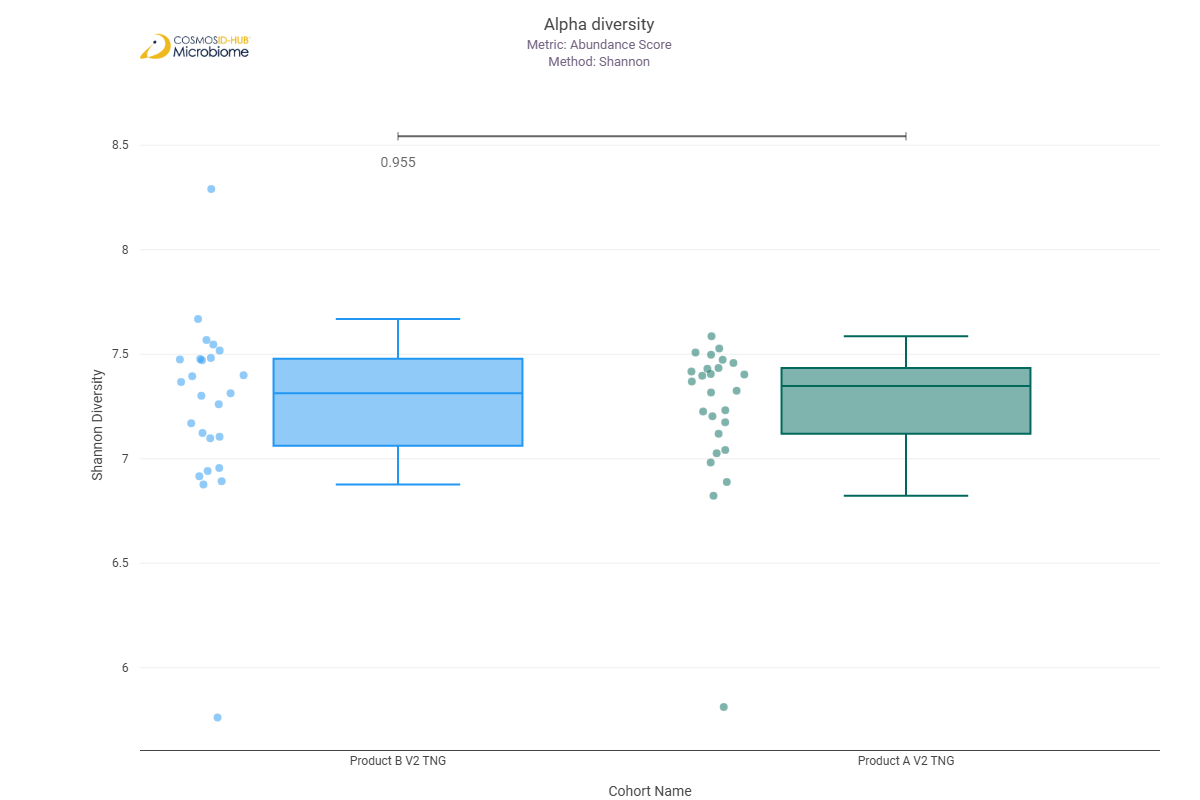 Alpha diversity
Metric: Abundance Score
Method: Shannon
COSMOSID-HUB
Microbiome
8.5
0.955
8
7.5
7
6.5
6
Shannon Diversity
Product B V2 TNG
Product A V2 TNG
Cohort Name